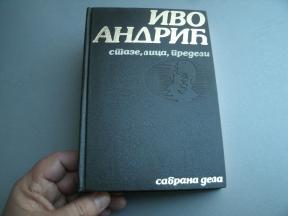 ИВО
АНДРИЋ
стазе, лица, предели
сабрана дела